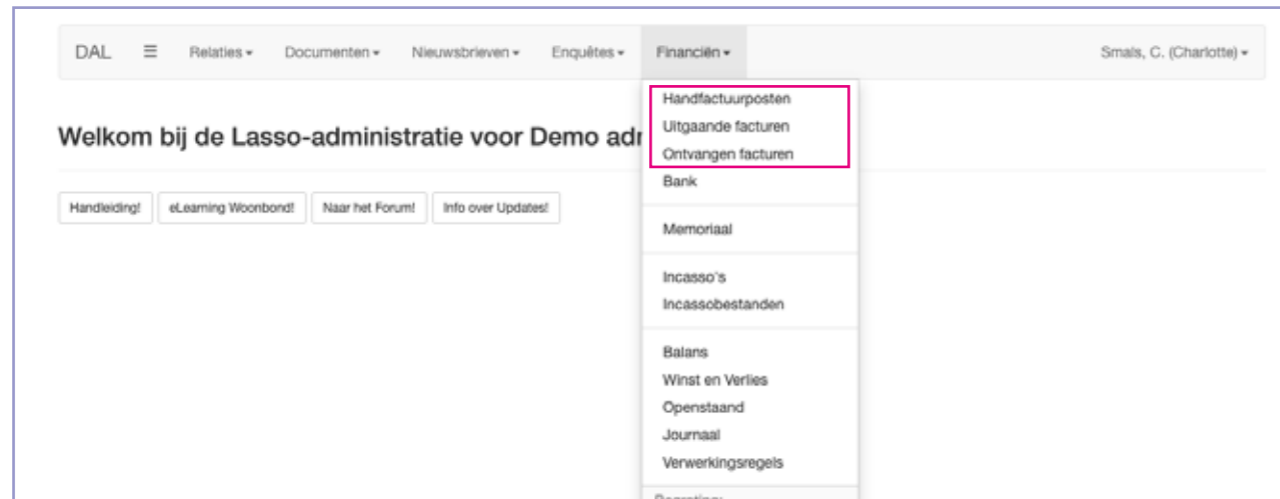 DAL ☰ Relaties Documenten Nieuwsbrieven Enquêtes Financiën Smals, C. (Charlotte)
Handfactuurposten
Uitgaande facturen
Welkom bij de Lasso-administratie voor Demo adr
Ontvangen facturen
Bank
Handleiding! eLearning Woonbond! Naar het Forum! Info over Updates!
Memoriaal
Incasso's
Incassobestanden
Balans
Winst en Verlies
Openstaand
Journaal
Verwerkingsregels